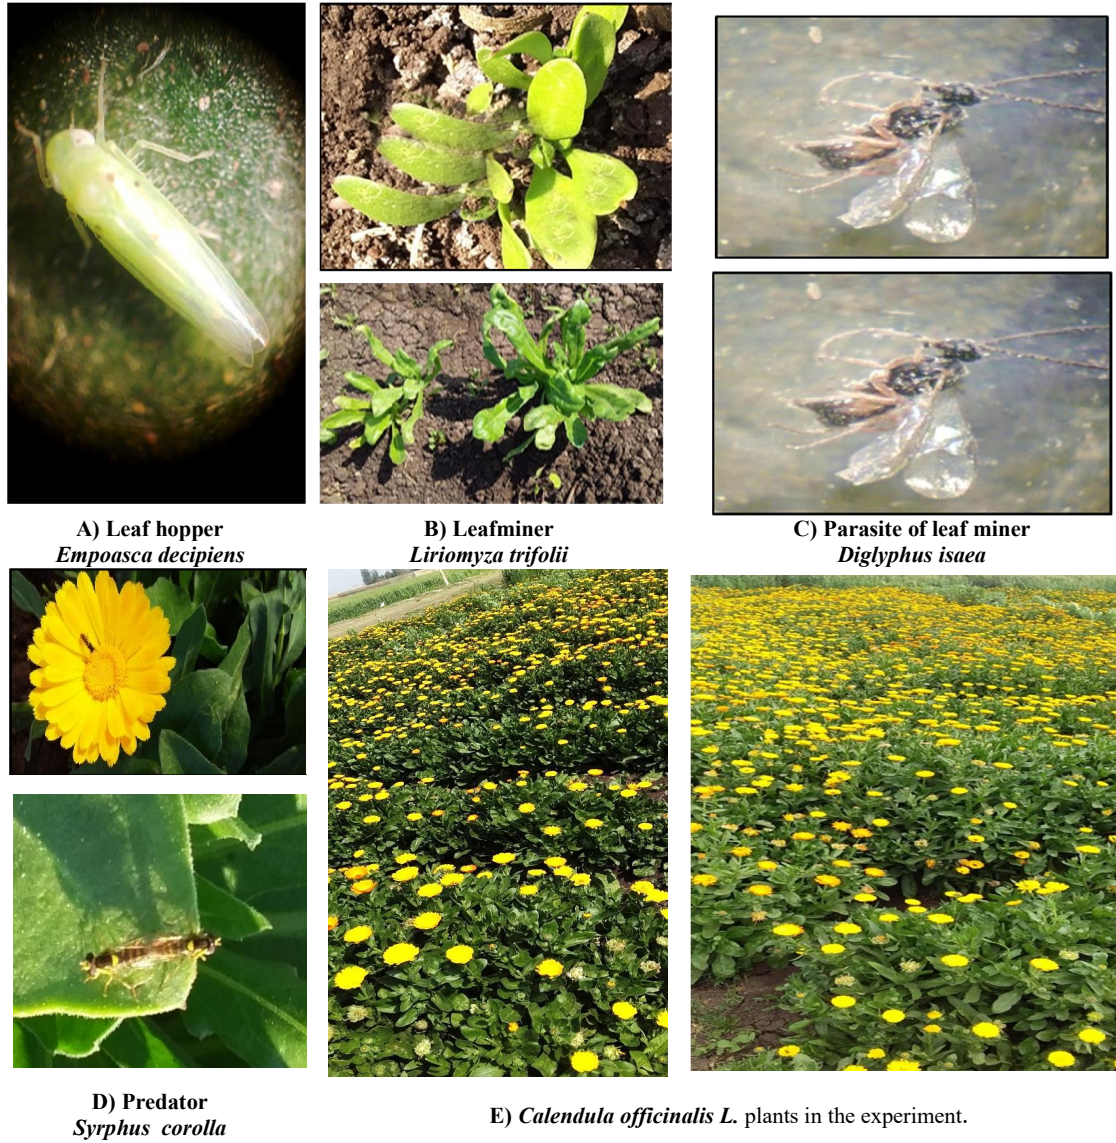 A) Leaf hopper
Empoasca decipiens
B) Leafminer
Liriomyza trifolii
C) Parasite of leaf miner
Diglyphus isaea
D) Predator
Syrphus corolla
E) Calendula officinalis L. plants in the experiment.